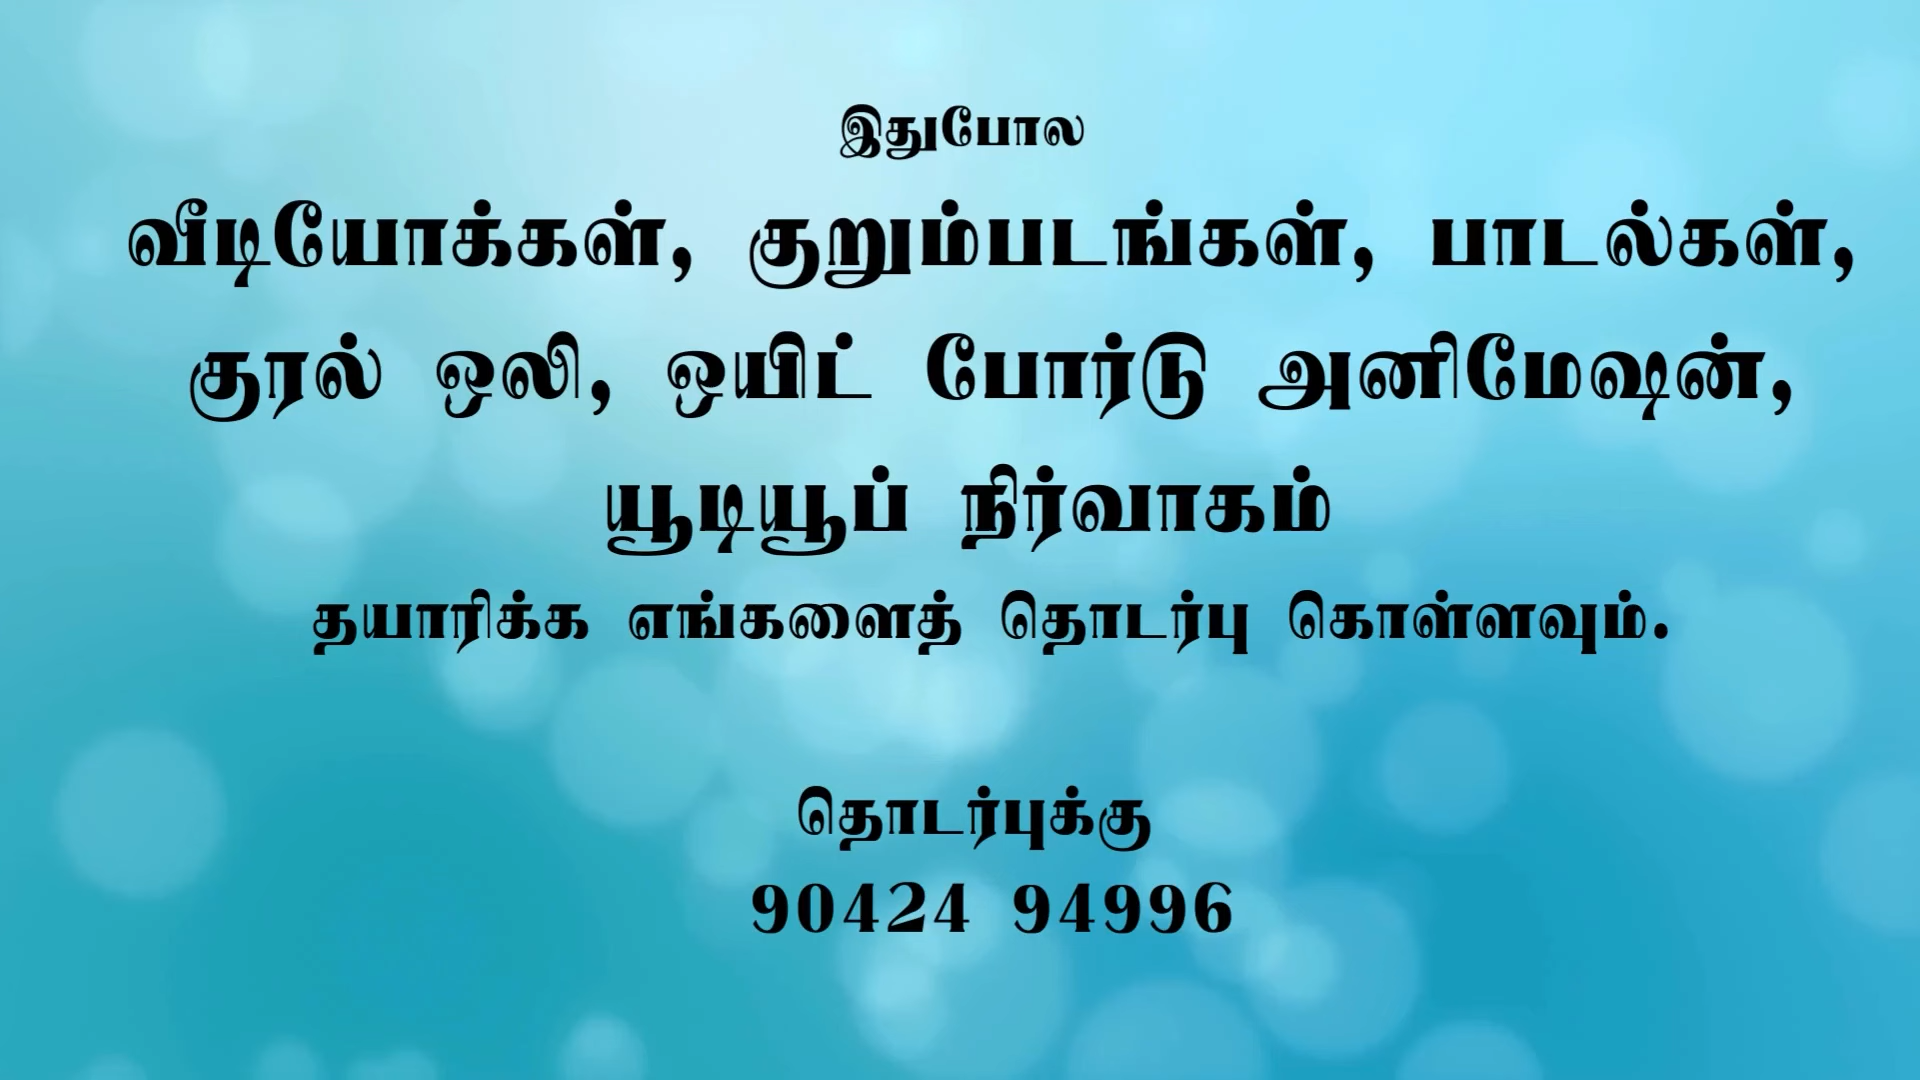 இதுபோல
வீடியோக்கள், குறும்படங்கள், பாடல்கள்,
குரல் ஒலி, ஒயிட் போர்டு அனிமேஷன்,
யூடியூப் நிர்வாகம்
தயாரிக்க எங்களைத் தொடர்பு கொள்ளவும்.
தொடர்புக்கு
90424 94996